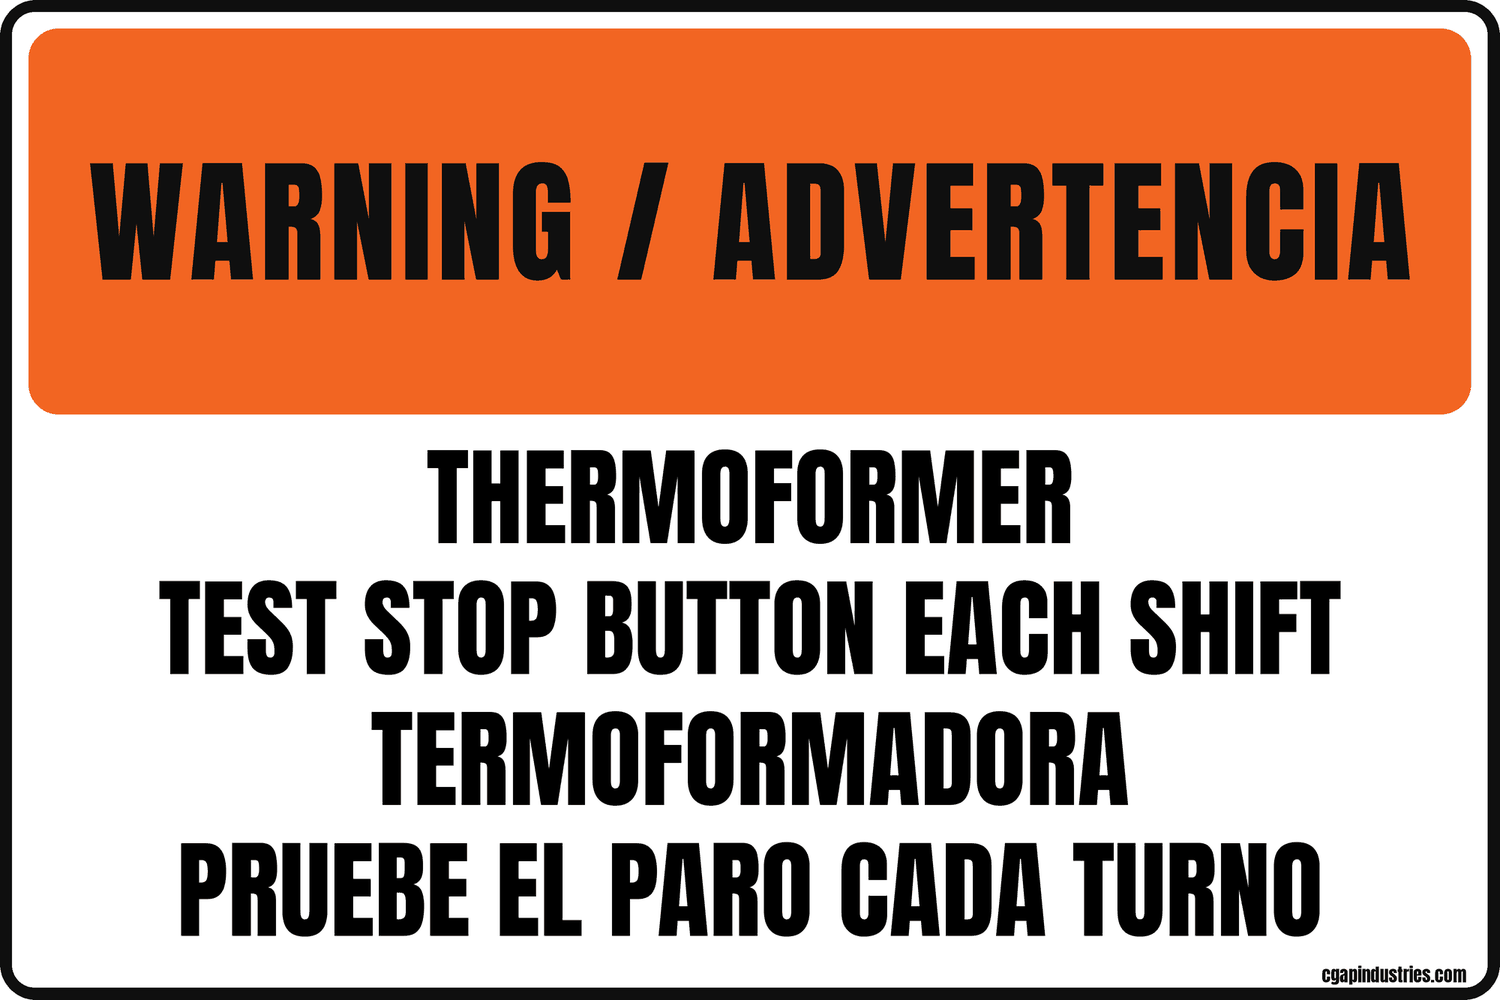 WARNING / ADVERTENCIA
THERMOFORMER
TEST STOP BUTTON EACH SHIFT
TERMOFORMADORA
PRUEBE EL PARO CADA TURNO
cgapindustries.com